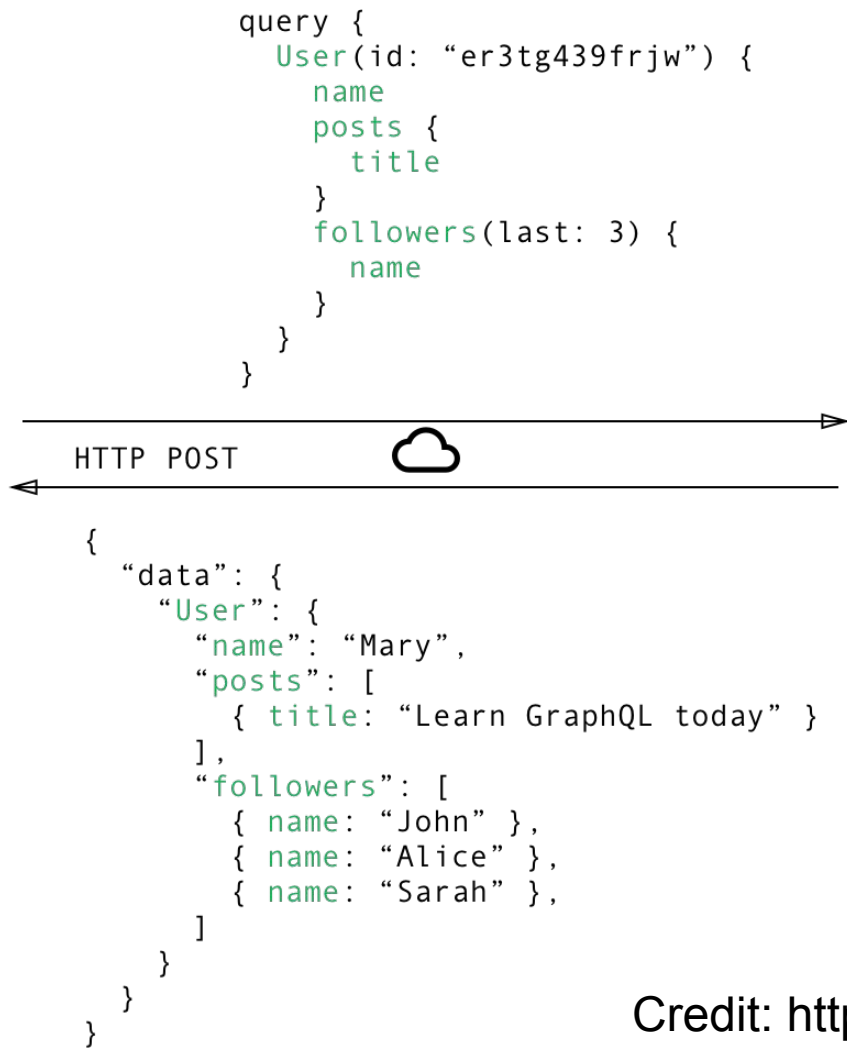 query {
  User(id: “er3tg439frjw”) {
    name
    posts {
      title
    }
    followers(last: 3) {
      name
    }
  }
}
HTTP POST
{
  “data”: {
    “User”: {
      “name”: “Mary”,
      “posts”: [
        { title: “Learn GraphQL today” }
      ],
      “followers”: [
        { name: “John” },
        { name: “Alice” },
        { name: “Sarah” },
      ]
    }
  }
}
Credit: